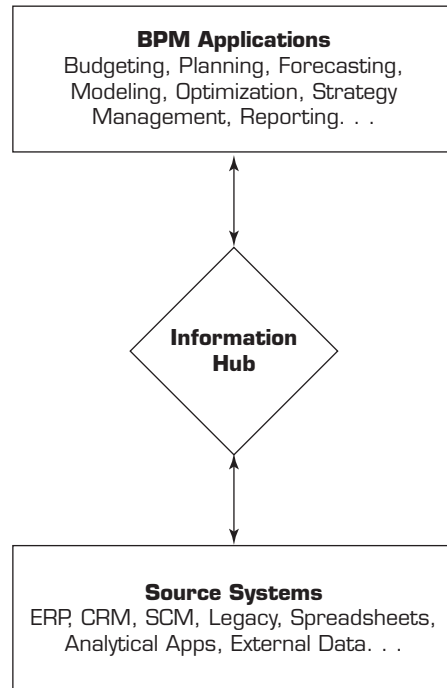 BPM Applications
Budgeting, Planning, Forecasting,
Modeling, Optimization, Strategy
Management, Reporting. . .
Information
Hub
Source Systems
ERP, CRM, SCM, Legacy, Spreadsheets,
Analytical Apps, External Data. . .